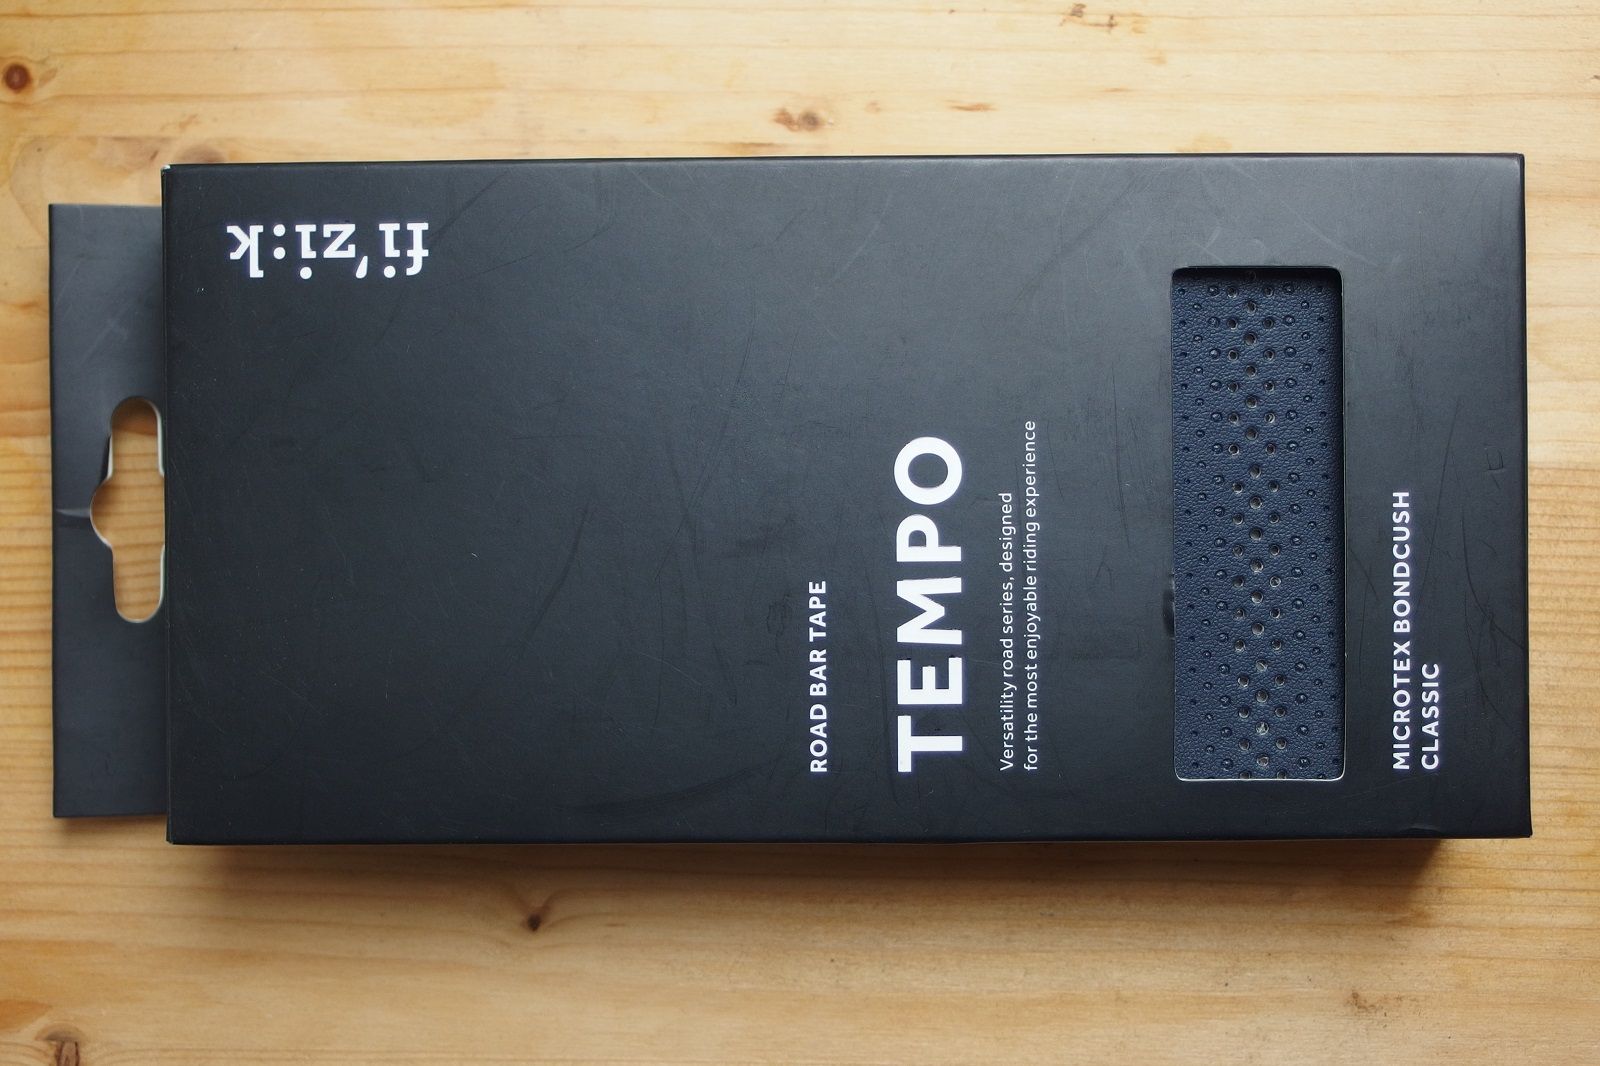 fi'zi:k
ROAD BAR TAPE
TEMPO
Versatility road series, designed
for the most enjoyable riding experience
MICROTEX BONDCUSH
CLASSIC